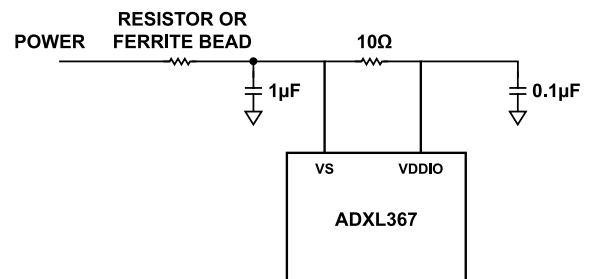 RESISTOR OR
FERRITE BEAD
POWER
10Ω
1µF
0.1µF
VS
VDDIO
ADXL367